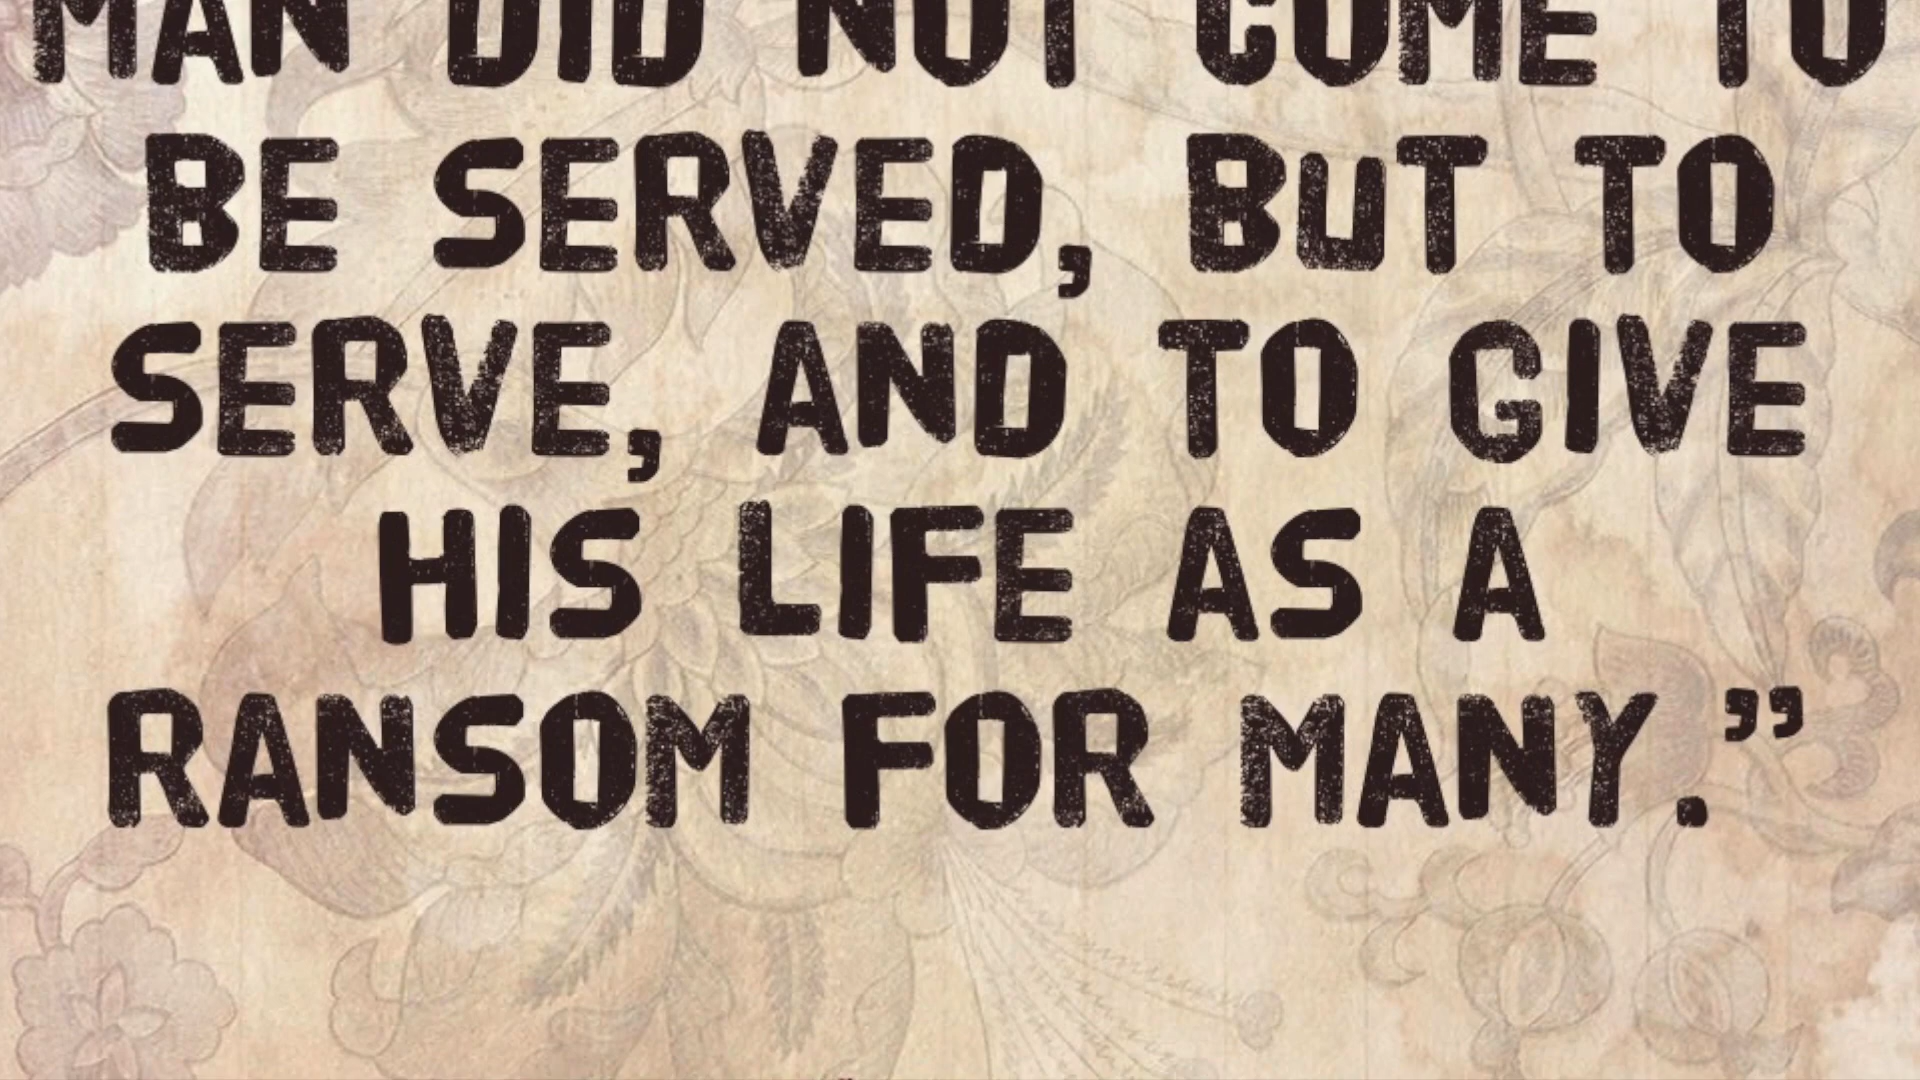 MAN DID NOT COME TO
BE SERVED, BUT TO
SERVE, AND TO GIVE
HIS LIFE AS A
RANSOM FOR MANY.”